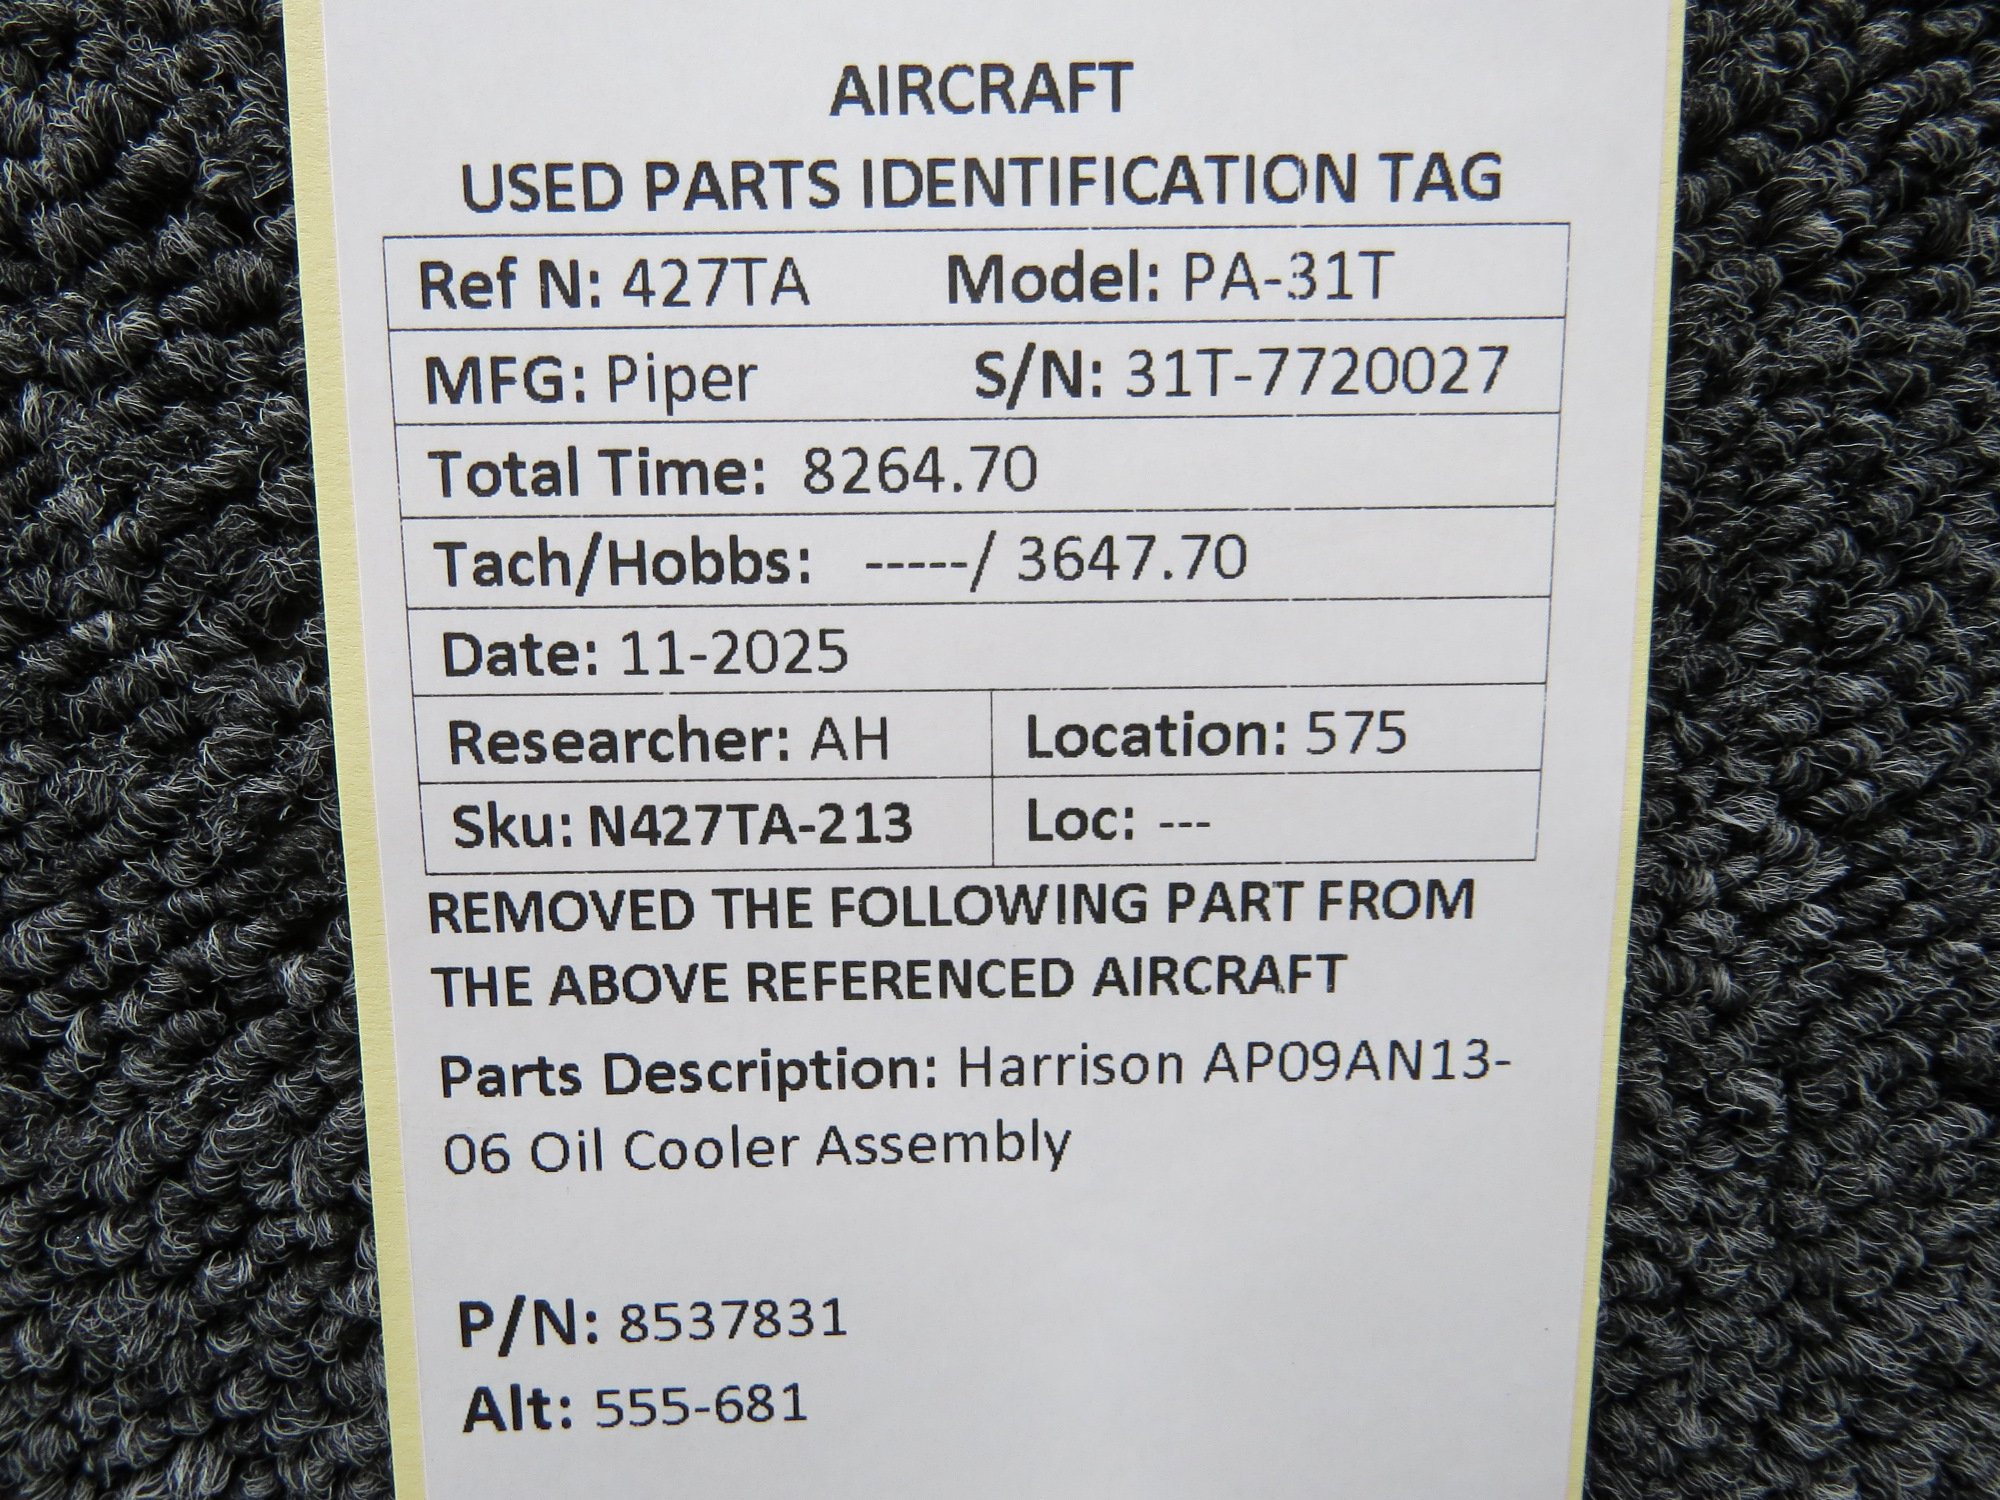 AIRCRAFT
USED PARTS IDENTIFICATION TAG
Ref N: 427TA Model: PA-31T
MFG: Piper S/N: 31T-7720027
Total Time: 8264.70
Tach/Hobbs: -----/ 3647.70
Date: 11-2025
Researcher: AH Location: 575
Sku: N427TA-213 Loc: ---
REMOVED THE FOLLOWING PART FROM
THE ABOVE REFERENCED AIRCRAFT
Parts Description: Harrison AP09AN13-
06 Oil Cooler Assembly
P/N: 8537831
Alt: 555-681